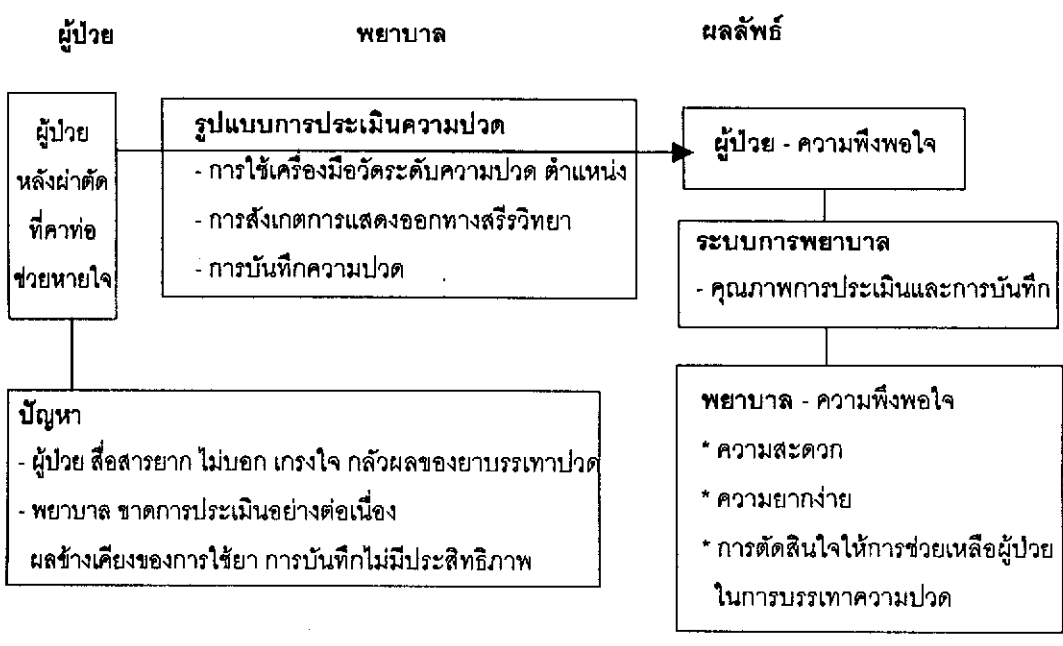 ผู้ป่วย
พยาบาล
ผลลัพธ์
ผู้ป่วย
หลังผ่าตัด
ที่คาท่อ
ช่วยหายใจ
รูปแบบการประเมินความปวด
- การใช้เครื่องมือวัดระดับความปวด ตำแหน่ง
- การสังเกตการแสดงออกทางสรีรวิทยา
- การบันทึกความปวด
ผู้ป่วย - ความพึงพอใจ
ระบบการพยาบาล
- คุณภาพการประเมินและการบันทึก
ปัญหา
- ผู้ป่วย สื่อสารยาก ไม่บอก เกรงใจ กลัวผลของยาบรรเทาปวด
- พยาบาล ขาดการประเมินอย่างต่อเนื่อง
ผลข้างเคียงของการใช้ยา การบันทึกไม่มีประสิทธิภาพ
พยาบาล - ความพึงพอใจ
* ความสะดวก
* ความยากง่าย
* การตัดสินใจให้การช่วยเหลือผู้ป่วย
ในการบรรเทาความปวด